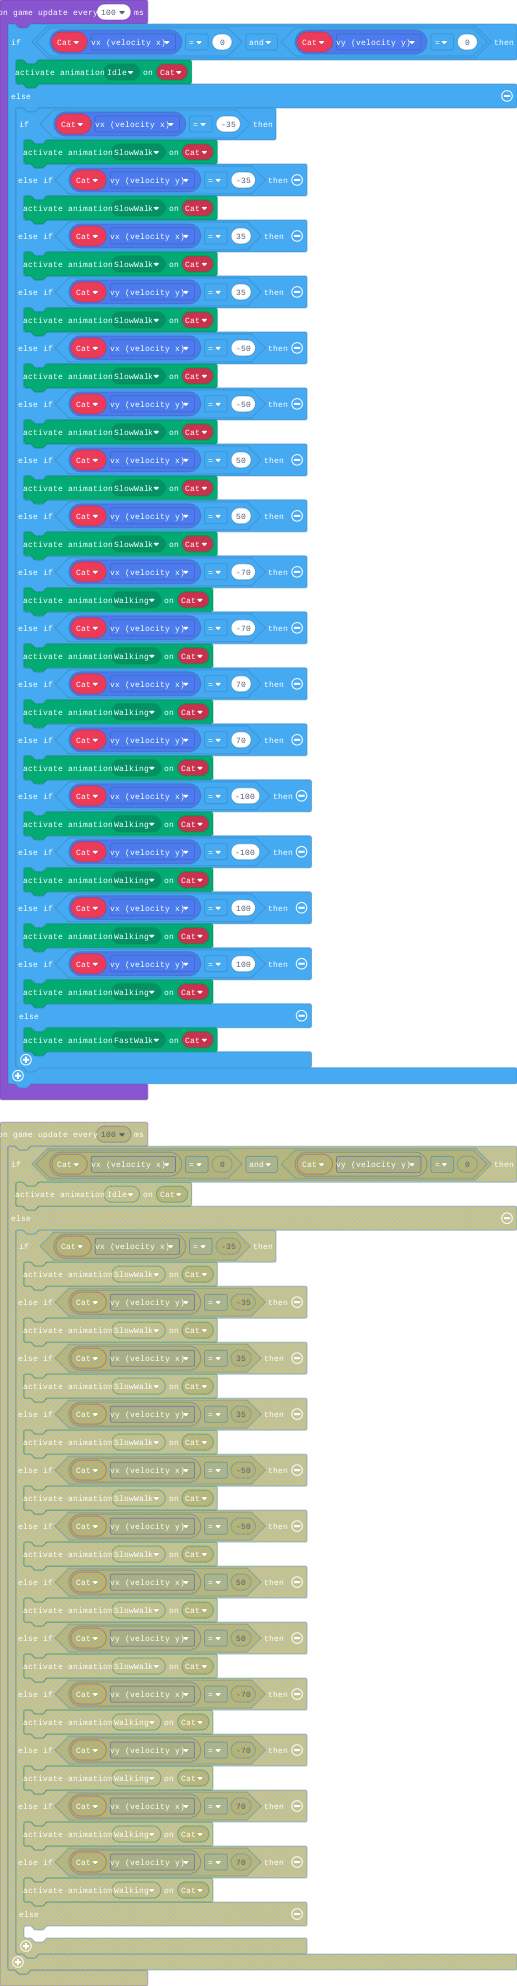 on game update every 100 ms
if Cat vx (velocity x) = 0 and Cat vy (velocity y) = 0 then
activate animation Idle on Cat
else
if Cat vx (velocity x) = -35 then
activate animation SlowWalk on Cat
else if Cat vy (velocity y) = -35 then
activate animation SlowWalk on Cat
else if Cat vx (velocity x) = 35 then
activate animation SlowWalk on Cat
else if Cat vy (velocity y) = 35 then
activate animation SlowWalk on Cat
else if Cat vx (velocity x) = -50 then
activate animation SlowWalk on Cat
else if Cat vy (velocity y) = -50 then
activate animation SlowWalk on Cat
else if Cat vx (velocity x) = 50 then
activate animation SlowWalk on Cat
else if Cat vy (velocity y) = 50 then
activate animation SlowWalk on Cat
else if Cat vx (velocity x) = -70 then
activate animation Walking on Cat
else if Cat vy (velocity y) = -70 then
activate animation Walking on Cat
else if Cat vx (velocity x) = 70 then
activate animation Walking on Cat
else if Cat vy (velocity y) = 70 then
activate animation Walking on Cat
else if Cat vx (velocity x) = -100 then
activate animation Walking on Cat
else if Cat vy (velocity y) = -100 then
activate animation Walking on Cat
else if Cat vx (velocity x) = 100 then
activate animation Walking on Cat
else if Cat vy (velocity y) = 100 then
activate animation Walking on Cat
else
activate animation FastWalk on Cat
on game update every 100 ms
if Cat vx (velocity x) = 0 and Cat vy (velocity y) = 0 then
activate animation Idle on Cat
else
if Cat vx (velocity x) = -35 then
activate animation SlowWalk on Cat
else if Cat vy (velocity y) = -35 then
activate animation SlowWalk on Cat
else if Cat vx (velocity x) = 35 then
activate animation SlowWalk on Cat
else if Cat vy (velocity y) = 35 then
activate animation SlowWalk on Cat
else if Cat vx (velocity x) = -50 then
activate animation SlowWalk on Cat
else if Cat vy (velocity y) = -50 then
activate animation SlowWalk on Cat
else if Cat vx (velocity x) = 50 then
activate animation SlowWalk on Cat
else if Cat vy (velocity y) = 50 then
activate animation SlowWalk on Cat
else if Cat vx (velocity x) = -70 then
activate animation Walking on Cat
else if Cat vy (velocity y) = -70 then
activate animation Walking on Cat
else if Cat vx (velocity x) = 70 then
activate animation Walking on Cat
else if Cat vy (velocity y) = 70 then
activate animation Walking on Cat
else